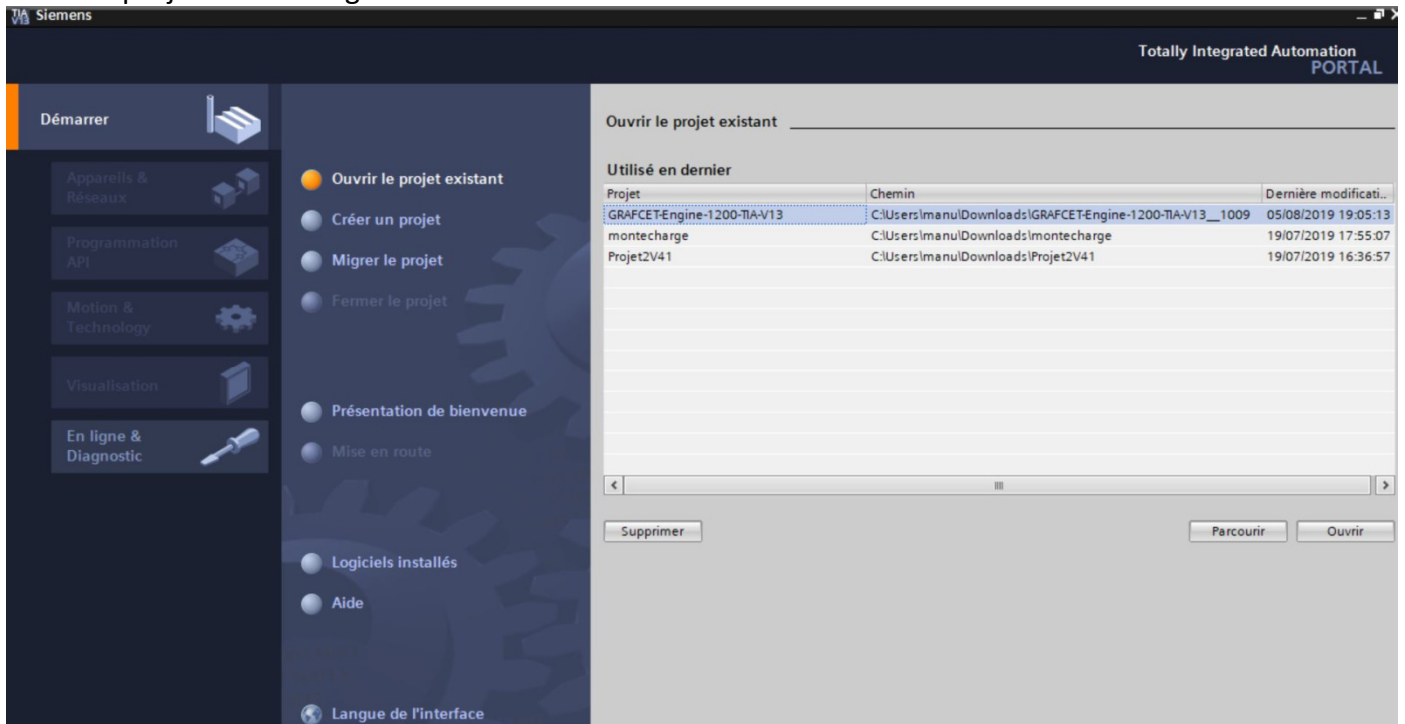 Siemens
Totally Integrated Automation
PORTAL
Démarrer
Appareils &
Réseaux
Programmation
API
Motion &
Technology
Visualisation
En ligne &
Diagnostic
Ouvrir le projet existant
Créer un projet
Migrer le projet
Fermer le projet
Présentation de bienvenue
Mise en route
Logiciels installés
Aide
Langue de l'interface
Ouvrir le projet existant
Utilisé en dernier
Projet Chemin Dernière modificati..
GRAFCET-Engine-1200-TIA-V13 C:\Users\manu\Downloads\GRAFCET-Engine-1200-TIA-V13__1009 05/08/2019 19:05:13
montecharge C:\Users\manu\Downloads\montecharge 19/07/2019 17:55:07
Projet2V41 C:\Users\manu\Downloads\Projet2V41 19/07/2019 16:36:57
Supprimer Parcourir Ouvrir